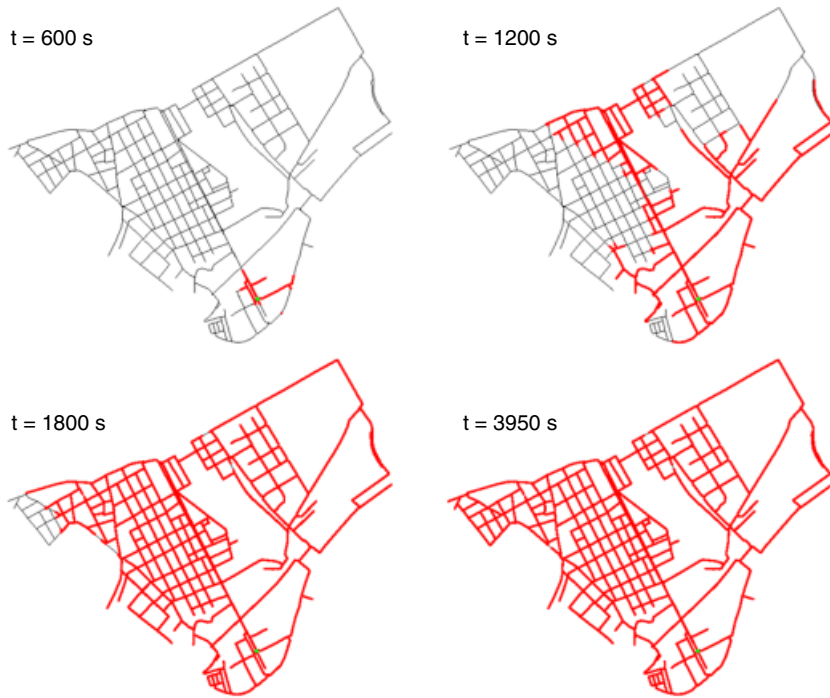 t = 600 s
t = 1200 s
t = 1800 s
t = 3950 s